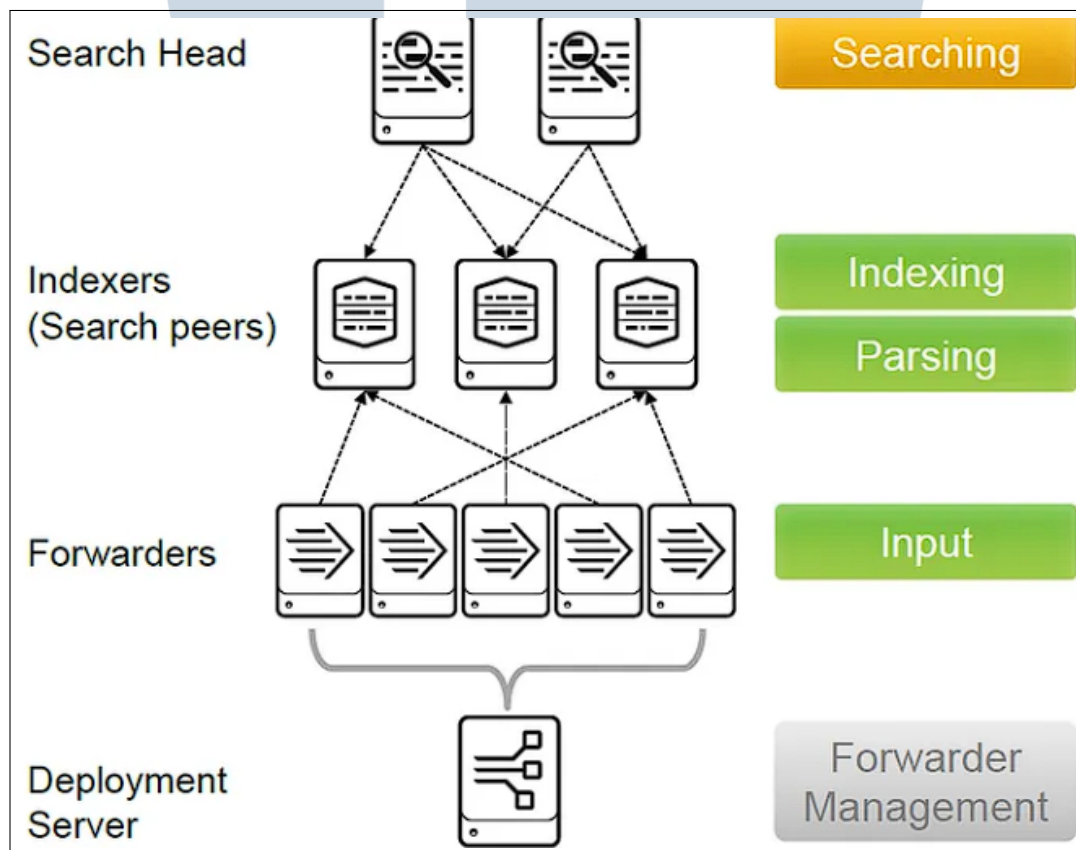 Search Head
Searching
Indexers
(Search peers)
Indexing
Parsing
Forwarders
Input
Deployment
Server
Forwarder
Management